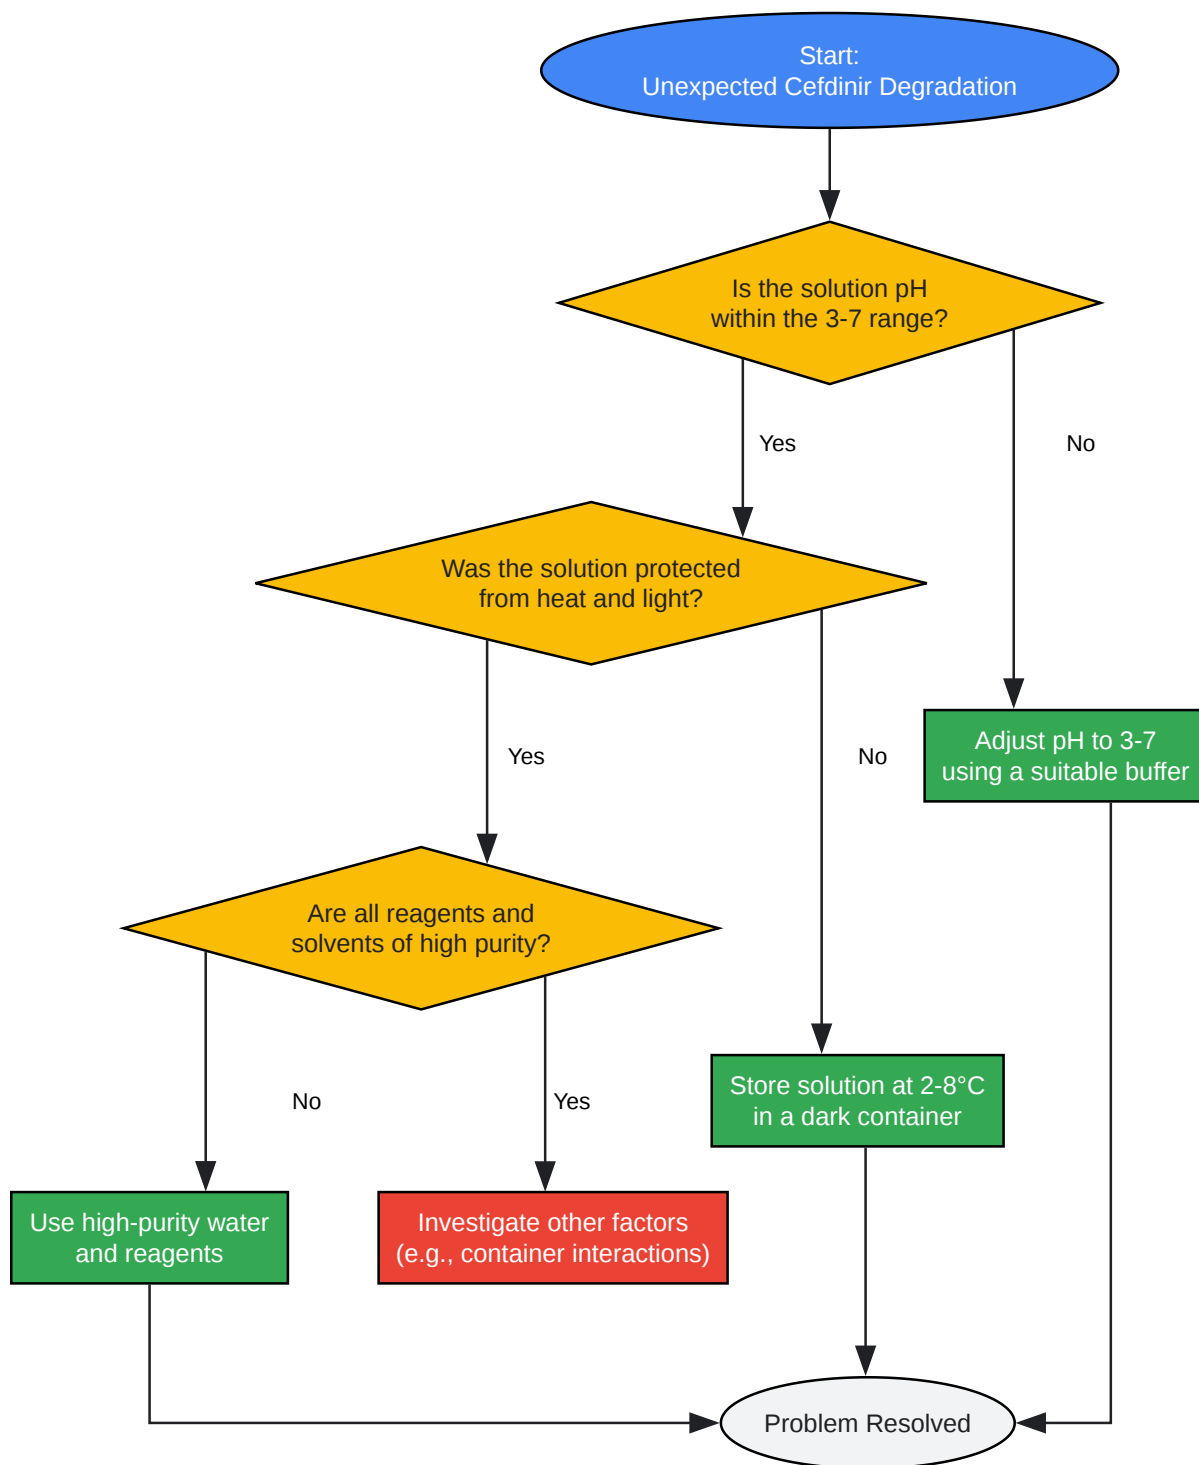 Start:
Unexpected Cefdinir Degradation
Is the solution pH
within the 3-7 range?
Yes
No
Was the solution protected
from heat and light?
Yes
No
Adjust pH to 3-7
using a suitable buffer
Are all reagents and
solvents of high purity?
No
Yes
Store solution at 2-8°C
in a dark container
Use high-purity water
and reagents
Investigate other factors
(e.g., container interactions)
Problem Resolved